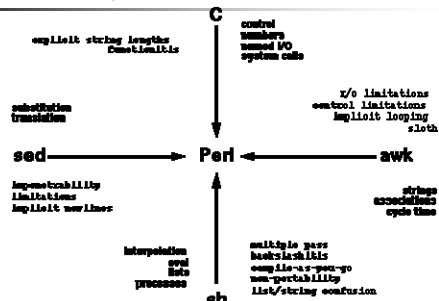 C
control
numbers
named I/O
system calls
explicit string lengths
functionitis
substitution
translation
I/O limitations
control limitations
implicit looping
sloth
sed
Perl
awk
impenetrability
limitations
implicit newlines
strings
associations
cycle time
interpolation
eval
lists
processes
multiple pass
backslashitis
compile-as-you-go
non-portability
list/string confusion
sh